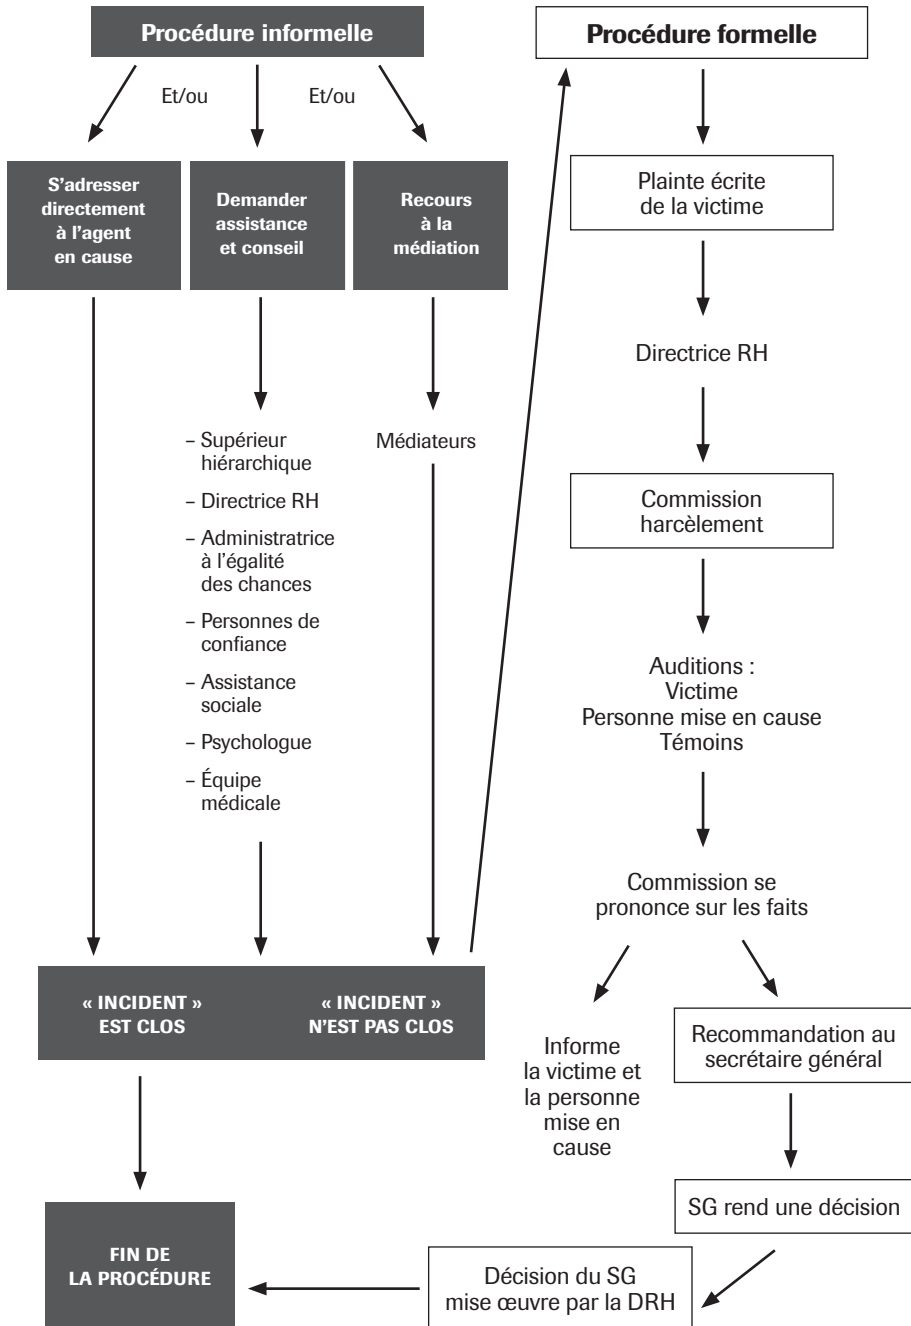 Procédure informelle
Et/ou
Et/ou
S'adresser
directement
à l'agent
en cause
Demander
assistance
et conseil
Recours
à la
médiation
– Supérieur
hiérarchique
– Directrice RH
– Administratrice
à l'égalité
des chances
– Personnes de
confiance
– Assistance
sociale
– Psychologue
– Équipe
médicale
Médiateurs
« INCIDENT »
EST CLOS
« INCIDENT »
N'EST PAS CLOS
Procédure formelle
Plainte écrite
de la victime
Directrice RH
Commission
harcèlement
Auditions :
Victime
Personne mise en cause
Témoins
Commission se
prononce sur les faits
Informe
la victime et
la personne
mise en
cause
Recommandation au
secrétaire général
SG rend une décision
Décision du SG
mise œuvre par la DRH
FIN DE
LA PROCÉDURE